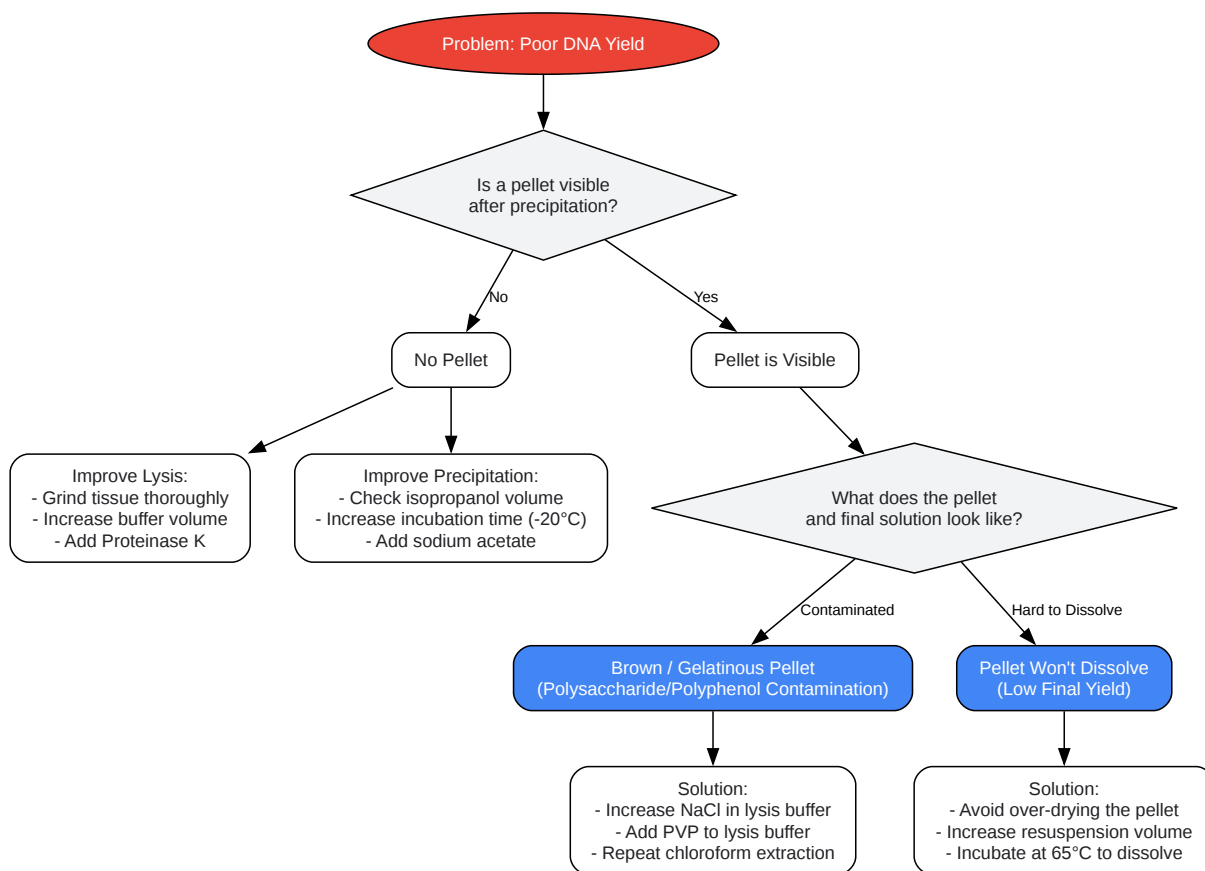 Problem: Poor DNA Yield
Is a pellet visible
after precipitation?
No
Yes
No Pellet
Pellet is Visible
Improve Lysis:
- Grind tissue thoroughly
- Increase buffer volume
- Add Proteinase K
Improve Precipitation:
- Check isopropanol volume
- Increase incubation time (-20°C)
- Add sodium acetate
What does the pellet
and final solution look like?
Contaminated
Hard to Dissolve
Brown / Gelatinous Pellet
(Polysaccharide/Polyphenol Contamination)
Pellet Won't Dissolve
(Low Final Yield)
Solution:
- Increase NaCl in lysis buffer
- Add PVP to lysis buffer
- Repeat chloroform extraction
Solution:
- Avoid over-drying the pellet
- Increase resuspension volume
- Incubate at 65°C to dissolve